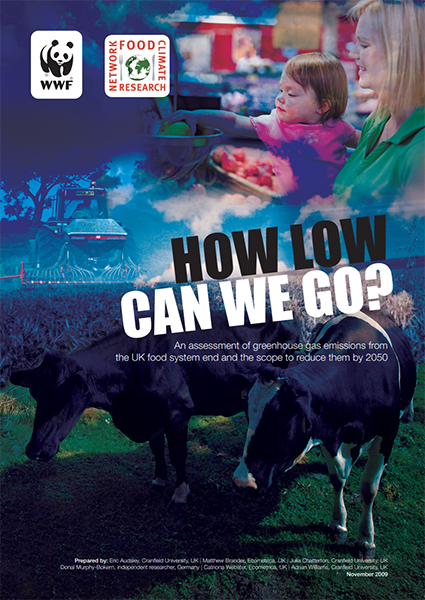 WWF
FOOD
CLIMATE
RESEARCH
NETWORK
HOW LOW
CAN WE GO?
An assessment of greenhouse gas emissions from
the UK food system end and the scope to reduce them by 2050
Prepared by: Eric Audsley, Cranfield University, UK | Matthew Brander, Ecometrica, UK | Julia Chatterton, Cranfield University, UK
Donal Murphy-Bokern, independent researcher, Germany | Catriona Webster, Ecometrica, UK | Adrian Williams, Cranfield University, UK
November 2009